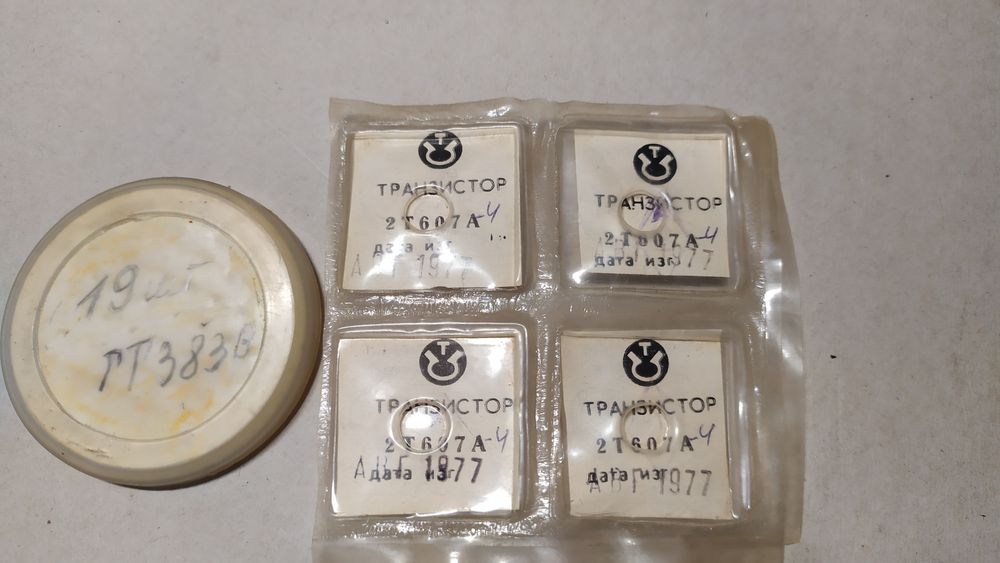 19 шт
ГТ383В
Т
ТРАНЗИСТОР
2Т607А-4
дата изг.
АВГ 1977
Т
ТРАНЗИСТОР
2Т607А-4
дата изг.
АВГ 1977
Т
ТРАНЗИСТОР
2Т607А-4
дата изг.
АВГ 1977
Т
ТРАНЗИСТОР
2Т607А-4
дата изг.
АВГ 1977